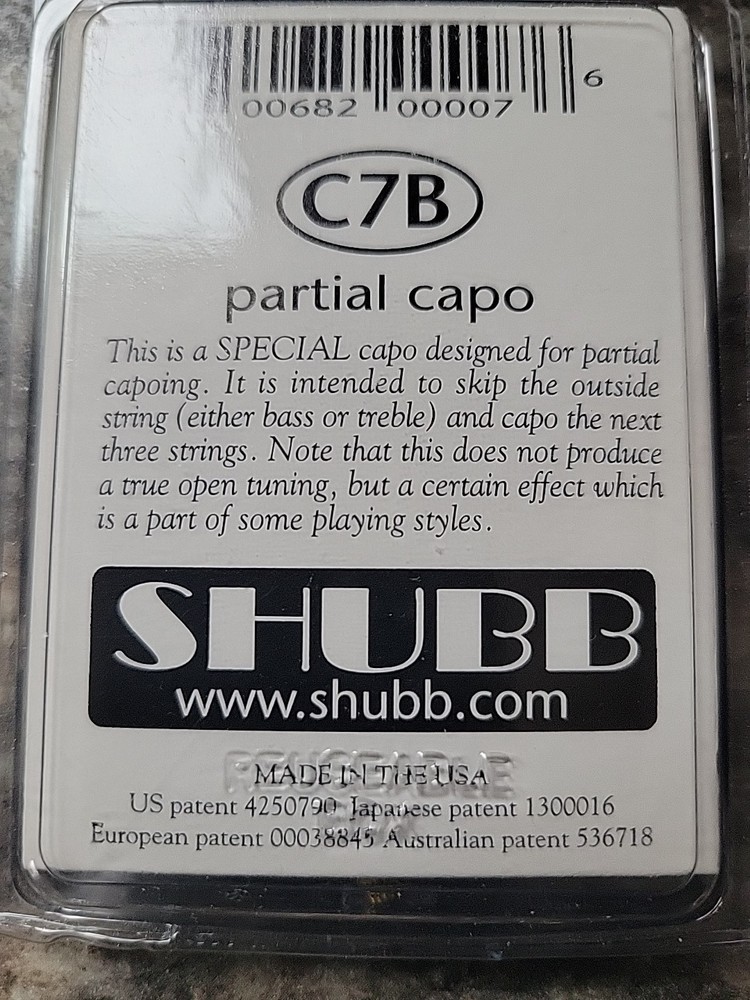 00682 00007 6
C7B
partial capo
This is a SPECIAL capo designed for partial
capoing. It is intended to skip the outside
string (either bass or treble) and capo the next
three strings. Note that this does not produce
a true open tuning, but a certain effect which
is a part of some playing styles.
SHUBB
www.shubb.com
REUSEABLE
MADE IN THE USA
US patent 4250790 Japanese patent 1300016
European patent 00038845 Australian patent 536718